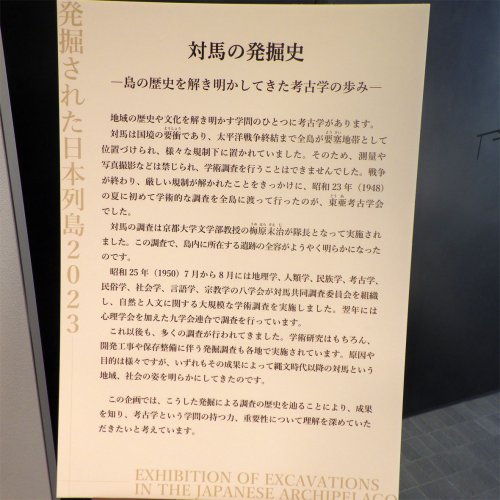 発掘された日本列島2023
対馬の発掘史
―島の歴史を解き明かしてきた考古学の歩み―
地域の歴史や文化を解き明かす学問のひとつに考古学があります。
対馬は国境の要衝であり、太平洋戦争終結まで全島が要塞地帯として
位置づけられ、様々な規制下に置かれていました。そのため、測量や
写真撮影などは禁じられ、学術調査を行うことはできませんでした。戦争
が終わり、厳しい規制が解かれたことをきっかけに、昭和23年(1948)
の夏に初めて学術的な調査を全島に渡って行ったのが、東亜考古学会
でした。
対馬の調査は京都大学文学部教授の梅原末治が隊長となって実施され
ました。この調査で、島内に所在する遺跡の全容がようやく明らかになった
のです。
昭和25年(1950)7月から8月には地理学、人類学、民族学、考古学、
民俗学、社会学、言語学、宗教学の八学会が対馬共同調査委員会を組織
し、自然と人文に関する大規模な学術調査を実施しました。翌年には
心理学会を加えた九学会連合で調査を行っています。
これ以後も、多くの調査が行われてきました。学術研究はもちろん、
開発工事や保存整備に伴う発掘調査も各地で実施されています。原因や
目的は様々ですが、いずれもその成果によって縄文時代以降の対馬という
地域、社会の姿を明らかにしてきたのです。
この企画では、こうした発掘による調査の歴史を辿ることにより、成果
を知り、考古学という学問の持つ力、重要性について理解を深めていた
だきたいと考えています。
EXHIBITION OF EXCAVATIONS
IN THE JAPANESE ARCHIPELAGO